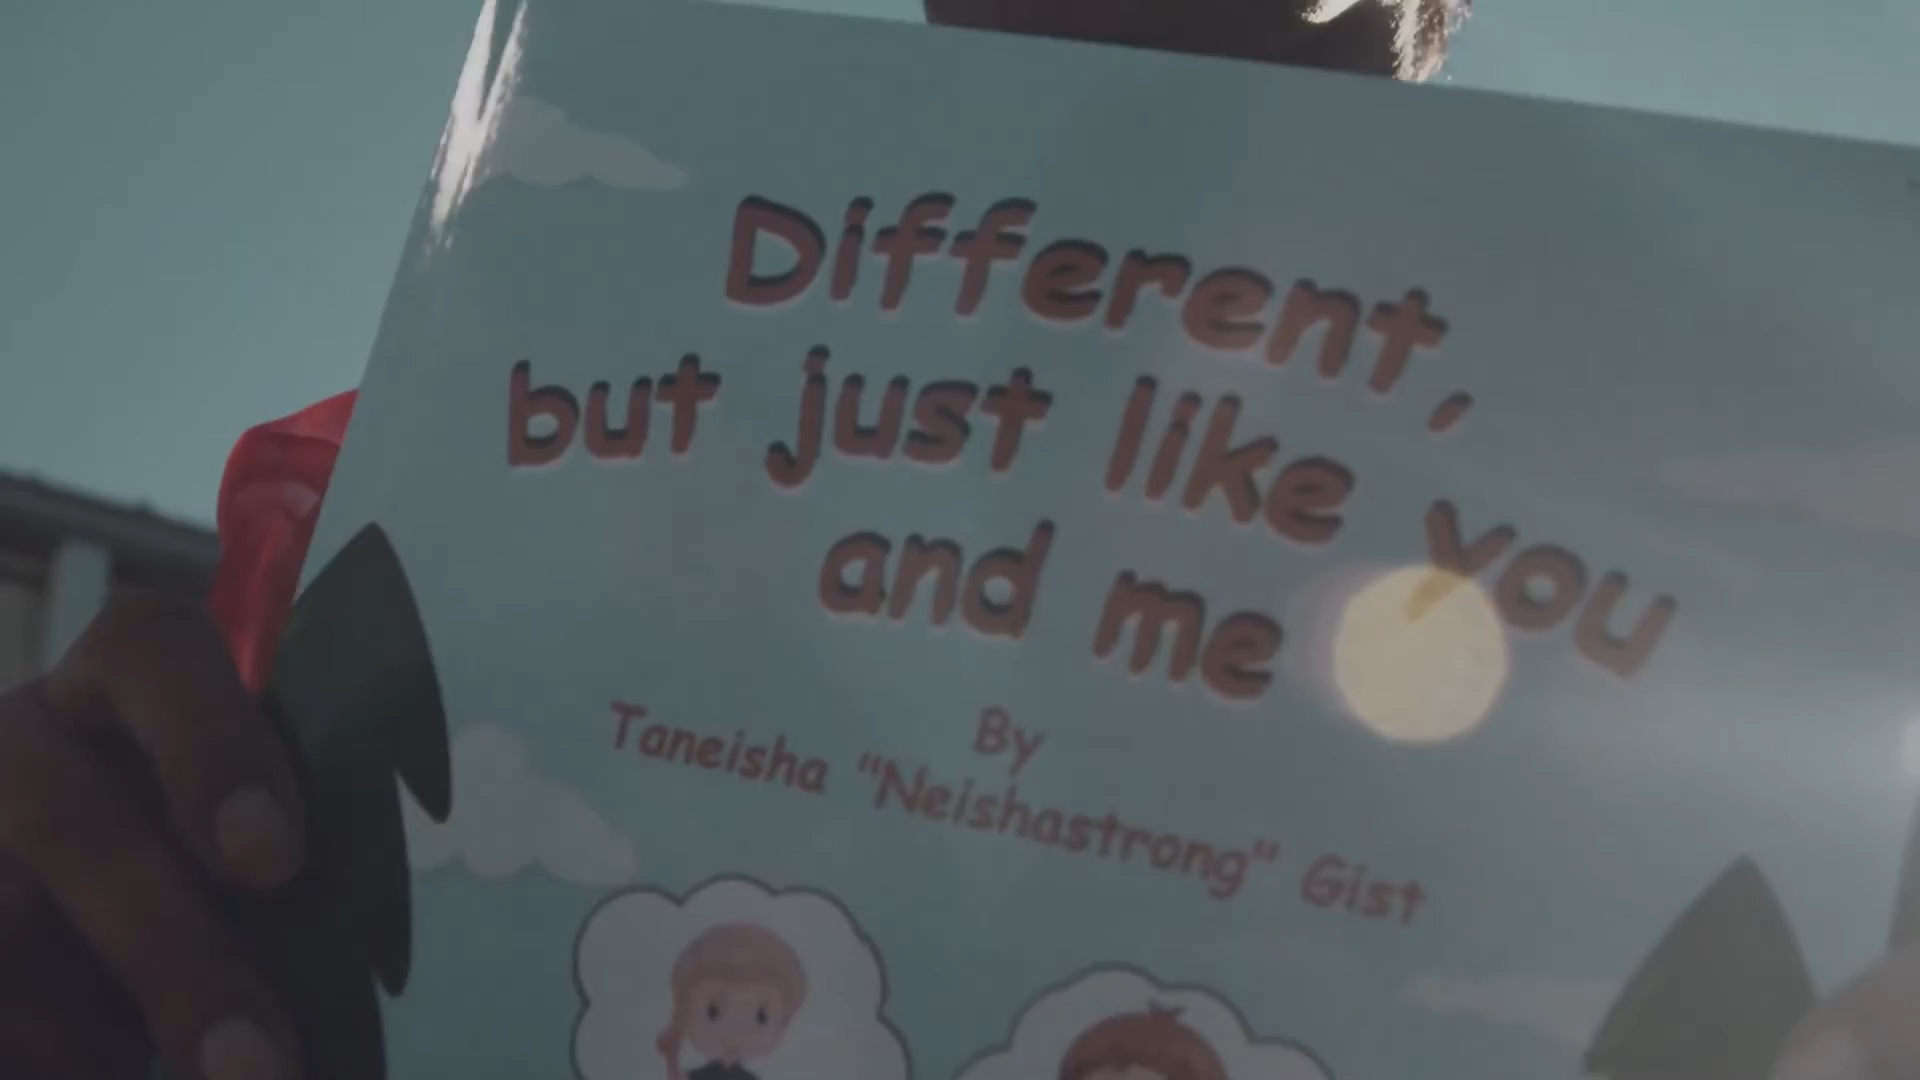 Different,
but just like you
and me
By
Taneisha "Neishastrong" Gist